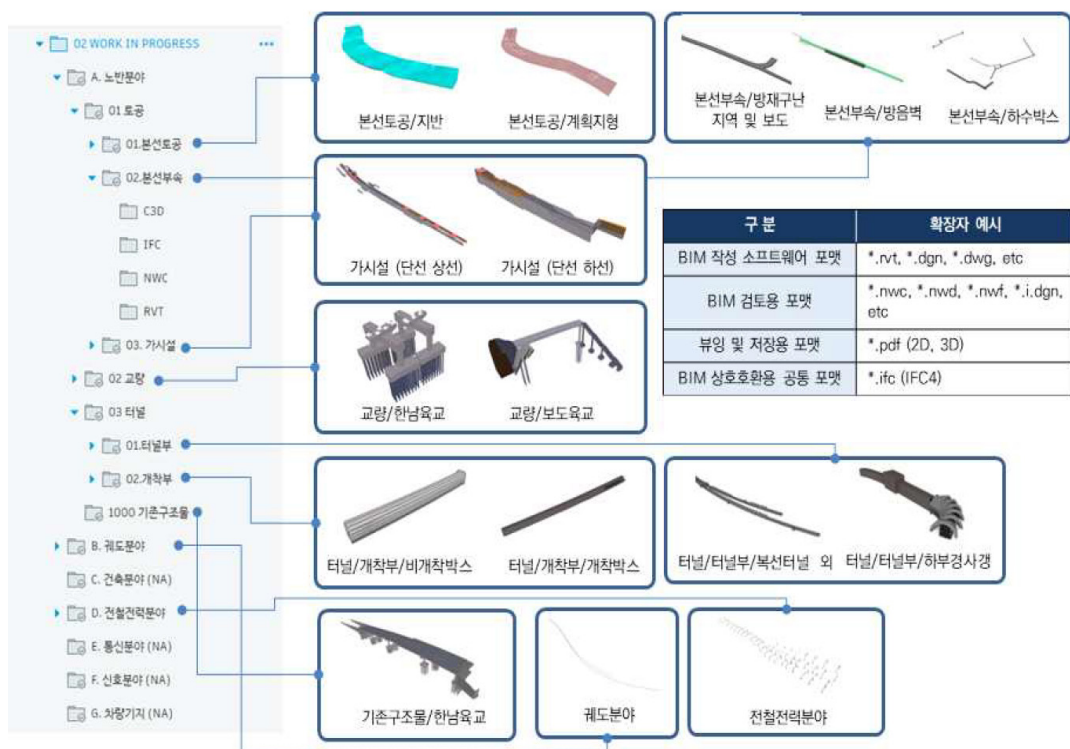 02 WORK IN PROGRESS
A. 노반분야
01.토공
01.본선토공
02.본선부속
C3D
IFC
NWC
RVT
03. 가시설
02 교량
03 터널
01.터널부
02.개착부
1000 기존구조물
B. 궤도분야
C. 건축분야 (NA)
D. 전철전력분야
E. 통신분야 (NA)
F. 신호분야 (NA)
G. 차량기지 (NA)
본선토공/지반
본선토공/계획지형
본선부속/방재구난
지역 및 보도
본선부속/방음벽
본선부속/하수박스
가시설 (단선 상선)
가시설 (단선 하선)
구 분
확장자 예시
BIM 작성 소프트웨어 포맷
*.rvt, *.dgn, *.dwg, etc
BIM 검토용 포맷
*.nwc, *.nwd, *.nwf, *.i.dgn,
etc
뷰잉 및 저장용 포맷
*.pdf (2D, 3D)
BIM 상호호환용 공통 포맷
*.ifc (IFC4)
교량/한남육교
교량/보도육교
터널/개착부/비개착박스
터널/개착부/개착박스
터널/터널부/복선터널 외
터널/터널부/하부경사갱
기존구조물/한남육교
궤도분야
전철전력분야